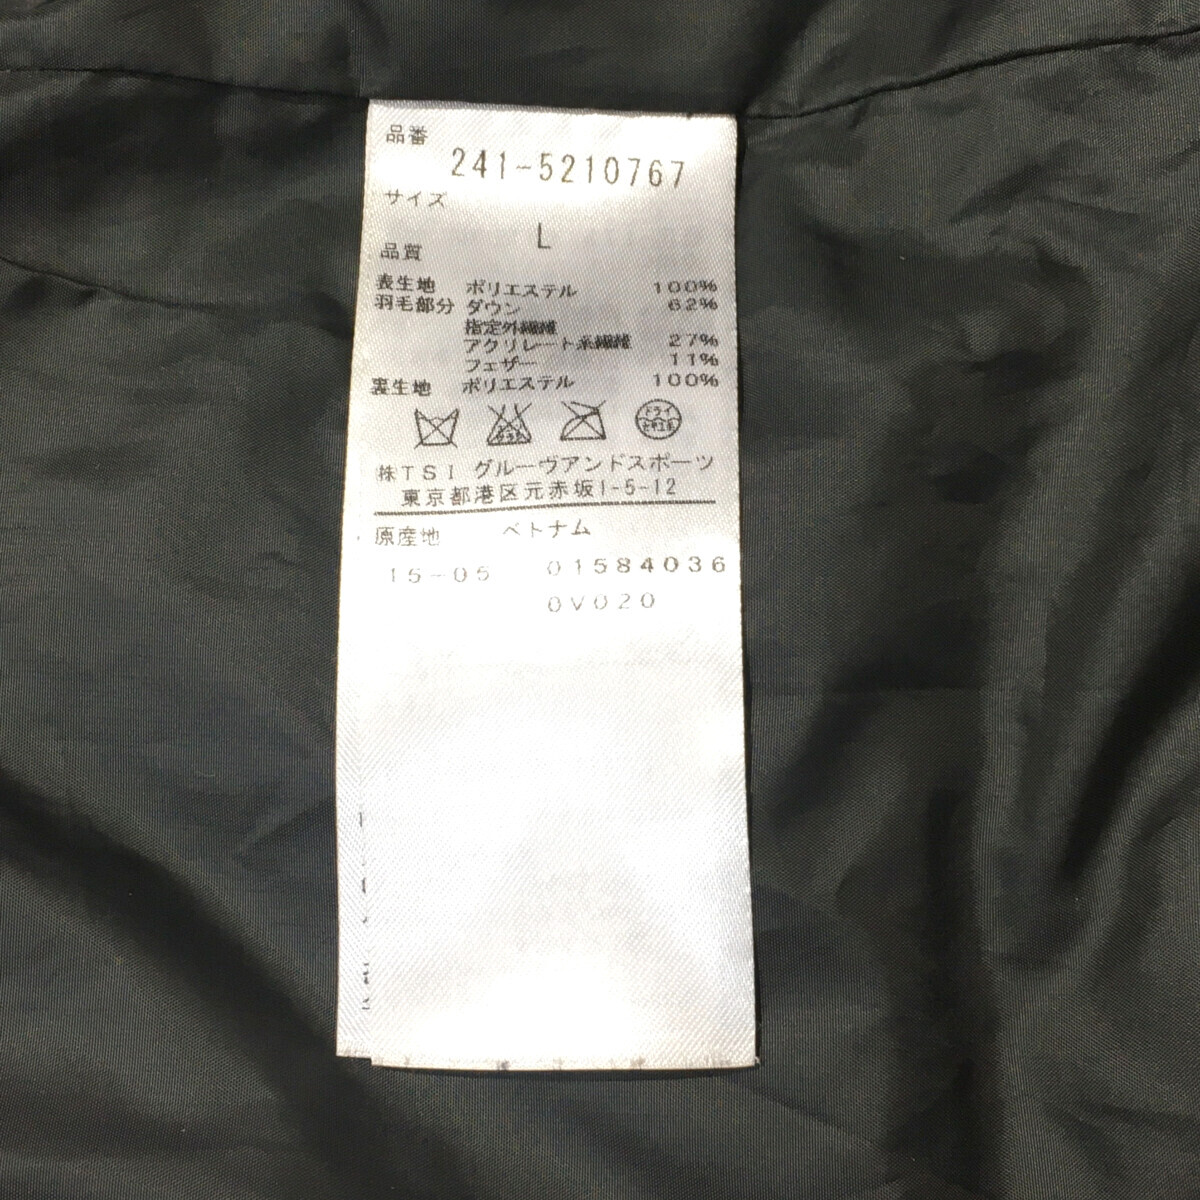 品番
241-5210767
サイズ
L
品質
表生地 ポリエステル 100%
羽毛部分 ダウン 62%
指定外繊維
アクリレート系繊維 27%
フェザー 11%
裏生地 ポリエステル 100%
ドライ
セキユ系
㈱TSI グルーヴアンドスポーツ
東京都港区元赤坂1-5-12
原産地 ベトナム
15-05 01584036
0V020